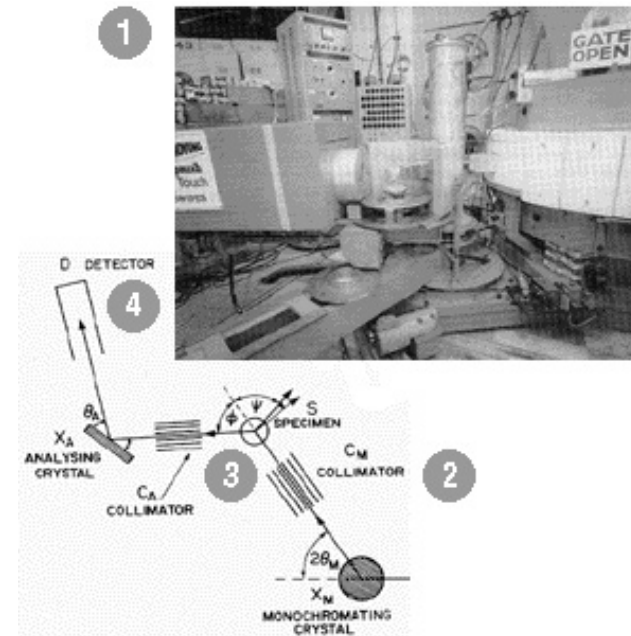 1
GATE
OPEN
Touch
D DETECTOR
4
θA
XA
ANALYSING
CRYSTAL
CA
COLLIMATOR
ϕ
ψ
S
SPECIMEN
3
CM
COLLIMATOR
2
2θM
XM
MONOCHROMATING
CRYSTAL